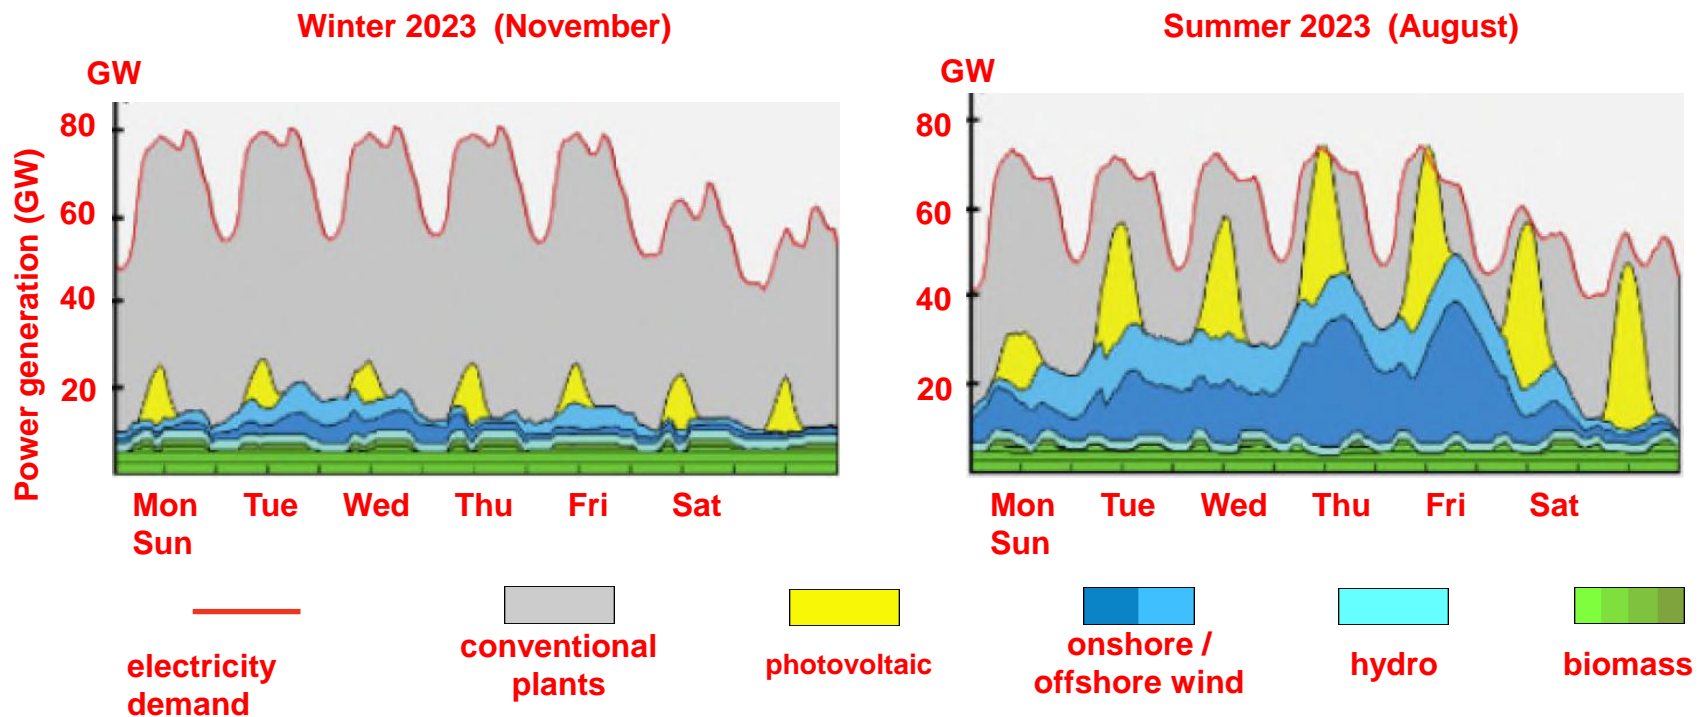 Winter 2023 (November)
Summer 2023 (August)
GW
GW
Power generation (GW)
80
60
40
20
80
60
40
20
Mon Tue Wed Thu Fri Sat
Sun
Mon Tue Wed Thu Fri Sat
Sun
electricity
demand
conventional
plants
photovoltaic
onshore /
offshore wind
hydro
biomass